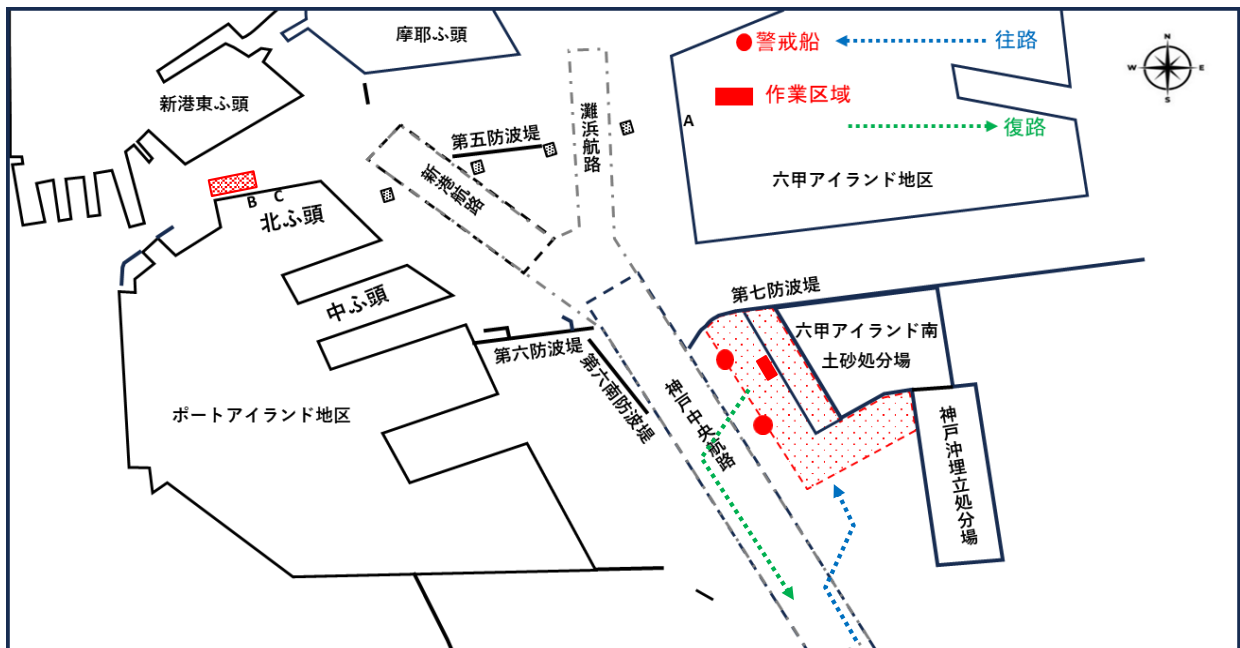 摩耶ふ頭
警戒船
往路
N
W
E
S
新港東ふ頭
作業区域
灘浜航路
第五防波堤
A
復路
新港航路
六甲アイランド地区
B
C
北ふ頭
中ふ頭
第七防波堤
六甲アイランド南
土砂処分場
第六防波堤
第六南防波堤
神戸中央航路
ポートアイランド地区
神戸沖埋立処分場